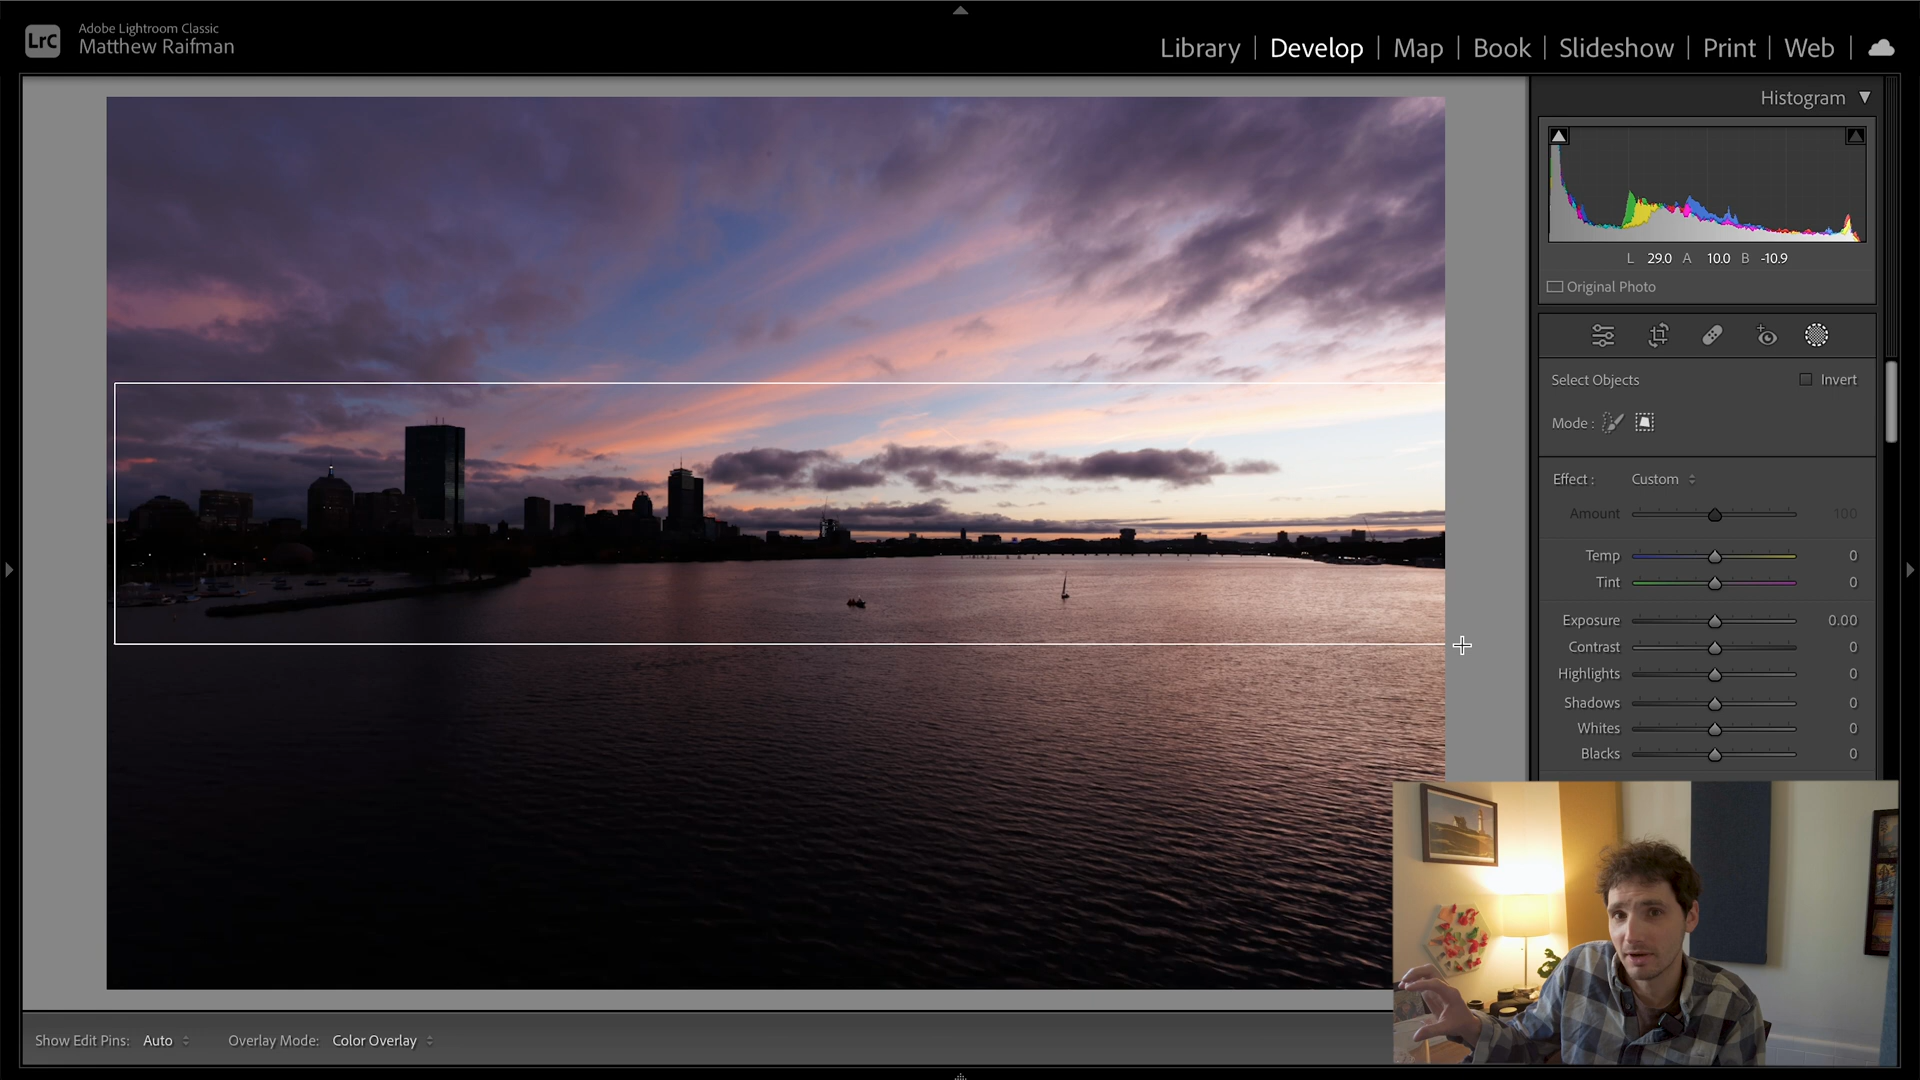 LrC
Adobe Lightroom Classic
Matthew Raifman
Library | Develop | Map | Book | Slideshow | Print | Web |
Histogram
L 29.0 A 10.0 B -10.9
Original Photo
Select Objects Invert
Mode :
Effect : Custom
Amount 100
Temp 0
Tint 0
Exposure 0.00
Contrast 0
Highlights 0
Shadows 0
Whites 0
Blacks 0
Show Edit Pins: Auto Overlay Mode: Color Overlay